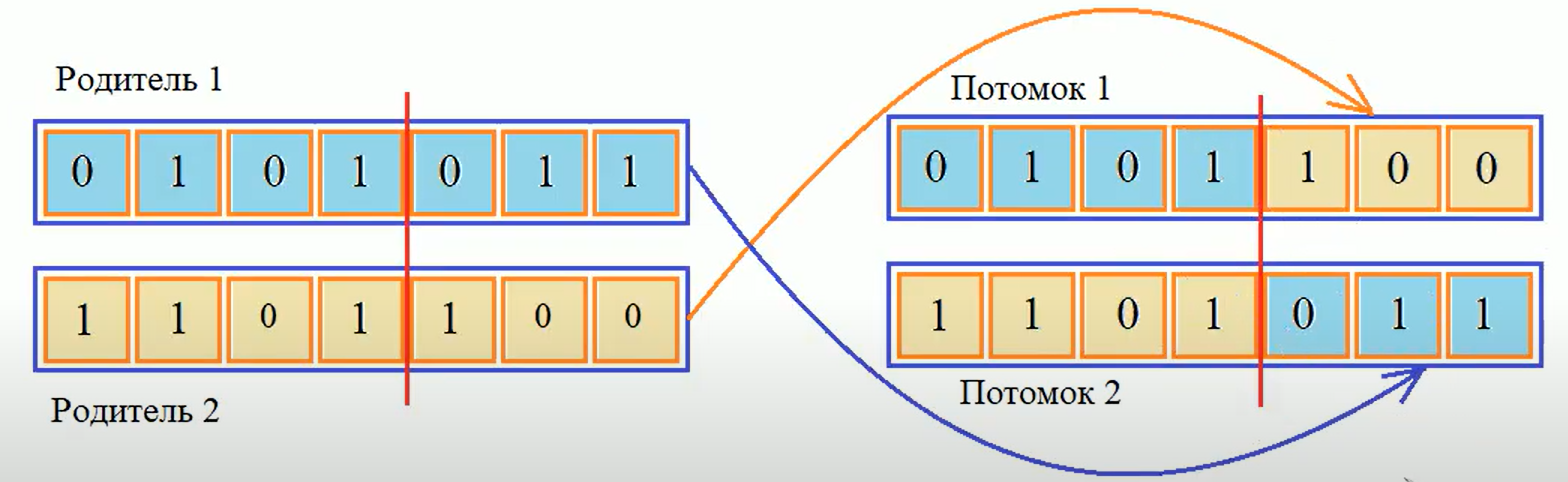 Родитель 1
0 1 0 1 0 1 1
1 1 0 1 1 0 0
Родитель 2
Потомок 1
0 1 0 1 1 0 0
1 1 0 1 0 1 1
Потомок 2